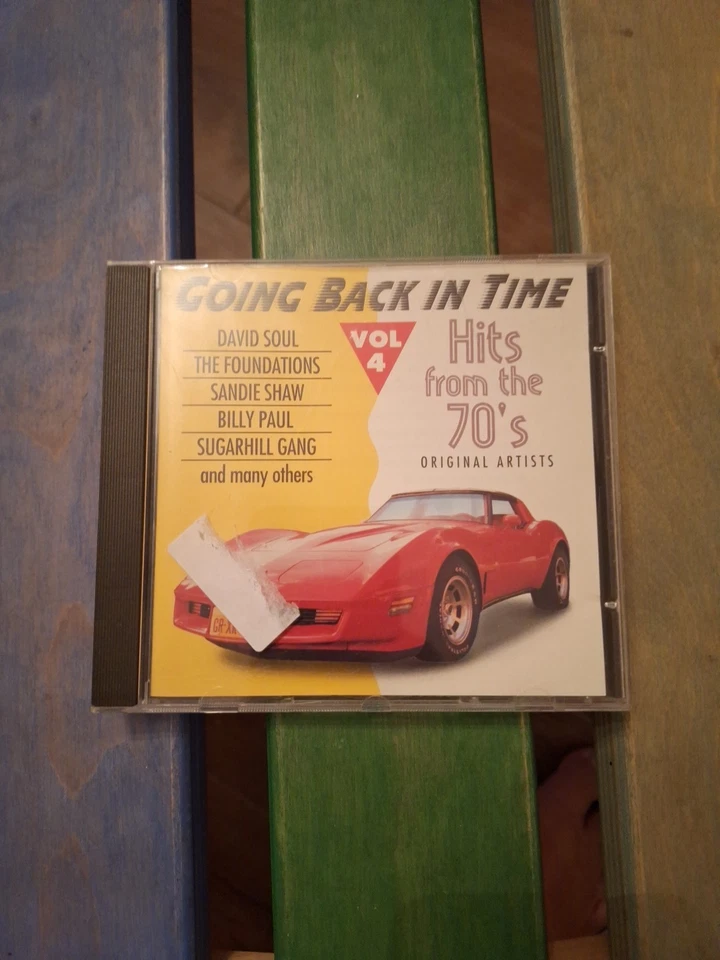 GOING BACK IN TIME
DAVID SOUL
THE FOUNDATIONS
SANDIE SHAW
BILLY PAUL
SUGARHILL GANG
and many others
VOL
4
Hits
from the
70's
ORIGINAL ARTISTS